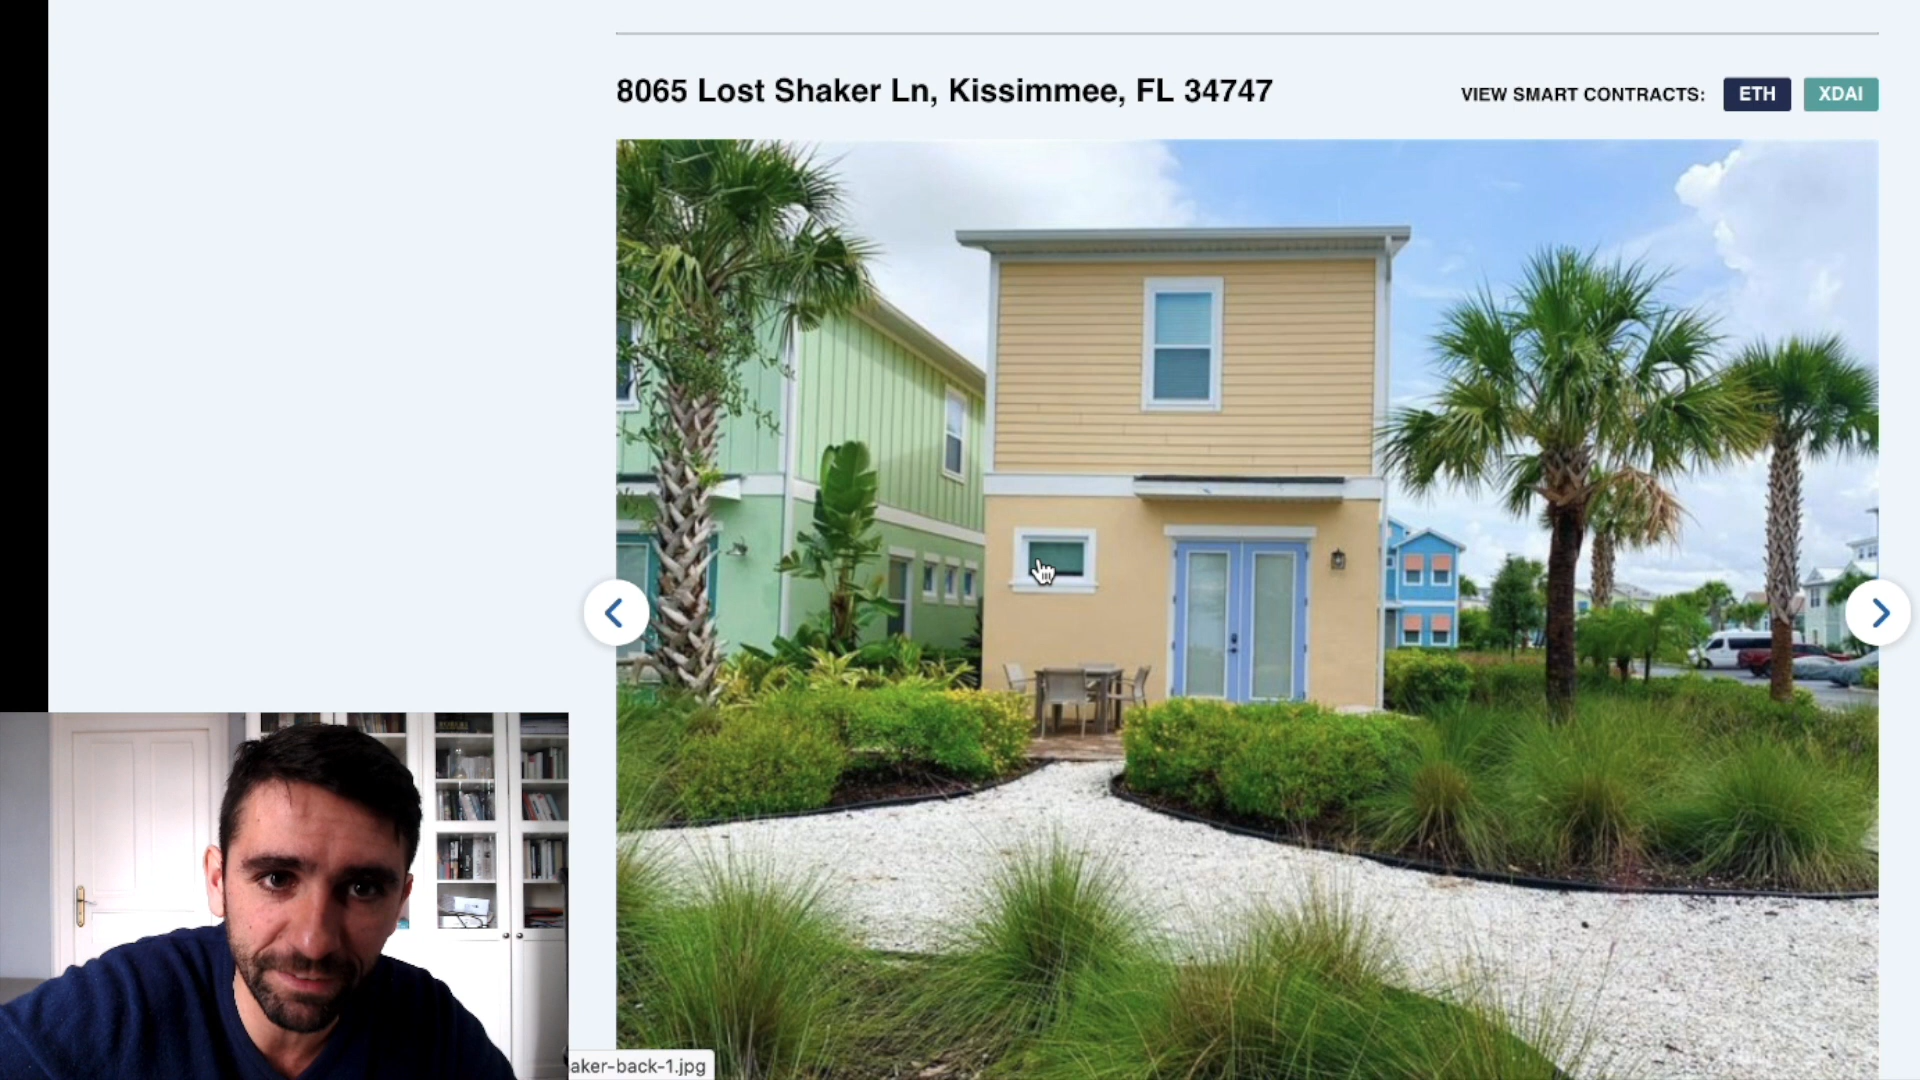 8065 Lost Shaker Ln, Kissimmee, FL 34747
VIEW SMART CONTRACTS: ETH XDAI
aker-back-1.jpg